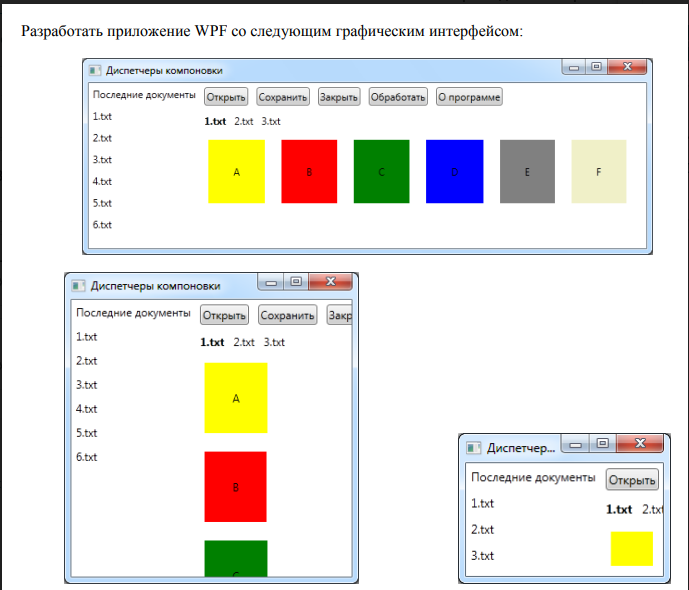 Разработать приложение WPF со следующим графическим интерфейсом:
Диспетчеры компоновки
Последние документы Открыть Сохранить Закрыть Обработать О программе
1.txt 1.txt 2.txt 3.txt
2.txt
3.txt
4.txt
5.txt
6.txt
A B C D E F
Диспетчеры компоновки
Последние документы Открыть Сохранить Закр
1.txt 1.txt 2.txt 3.txt
2.txt
3.txt
4.txt
5.txt
6.txt
A
B
C
Диспетчер...
Последние документы Открыть
1.txt 1.txt 2.txt
2.txt
3.txt